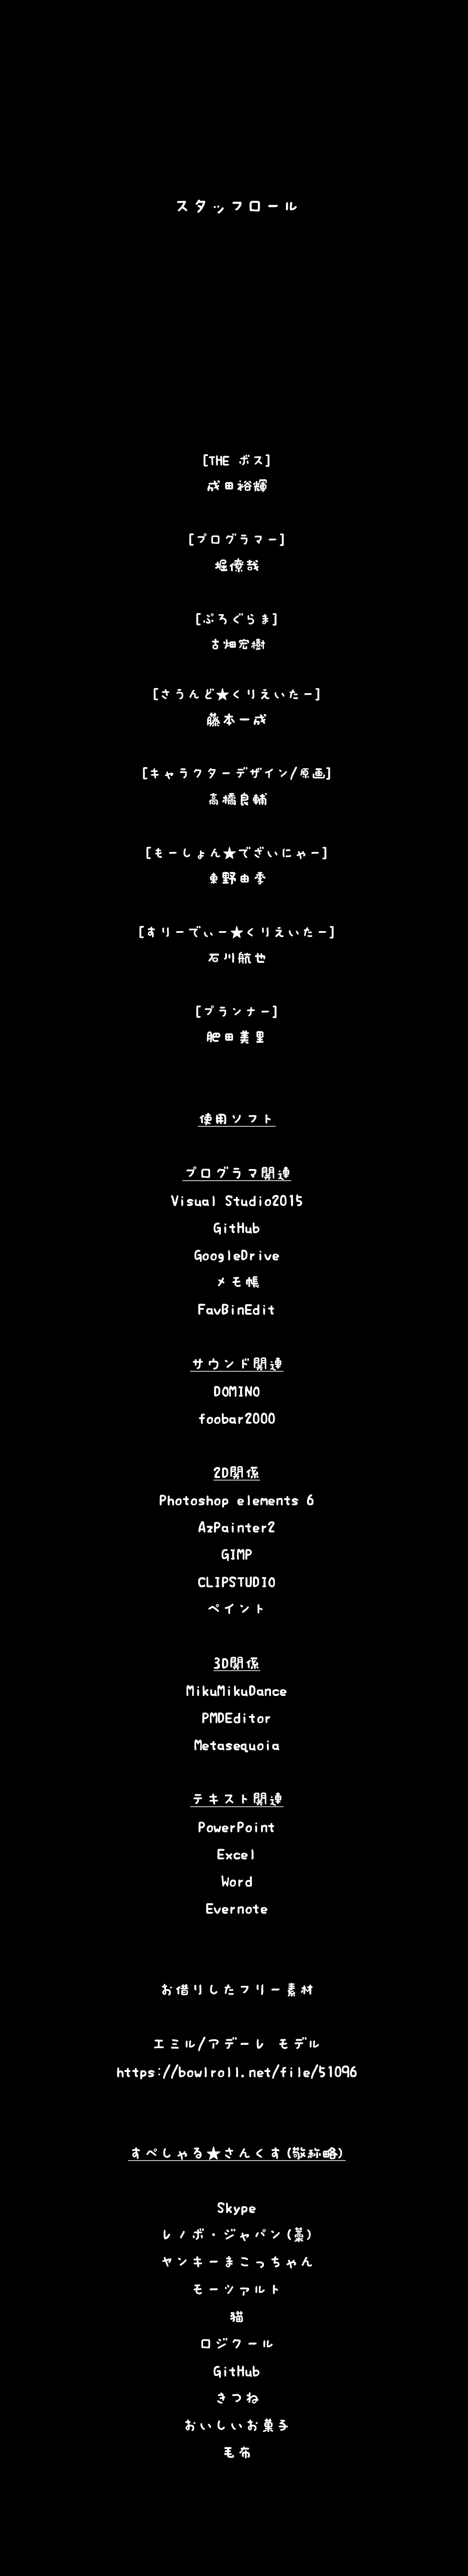 スタッフロール
[THE ボス]
成田裕輝
[プログラマー]
堀僚哉
[ぷろぐらま]
古畑宏樹
[さうんど★くりえいたー]
藤本一成
[キャラクターデザイン/原画]
高橋良輔
[もーしょん★でざいにゃー]
東野由季
[すりーでぃー★くりえいたー]
石川航也
[プランナー]
肥田美里
使用ソフト
プログラマ関連
Visual Studio2015
GitHub
GoogleDrive
メモ帳
FavBinEdit
サウンド関連
DOMINO
foobar2000
2D関係
Photoshop elements 6
AzPainter2
GIMP
CLIPSTUDIO
ペイント
3D関係
MikuMikuDance
PMDEditor
Metasequoia
テキスト関連
PowerPoint
Excel
Word
Evernote
お借りしたフリー素材
エミル/アデーレ モデル
https://bowlroll.net/file/51096
すぺしゃる★さんくす(敬称略)
Skype
レノボ・ジャパン(藁)
ヤンキーまこっちゃん
モーツァルト
猫
ロジクール
GitHub
きつね
おいしいお菓子
毛布